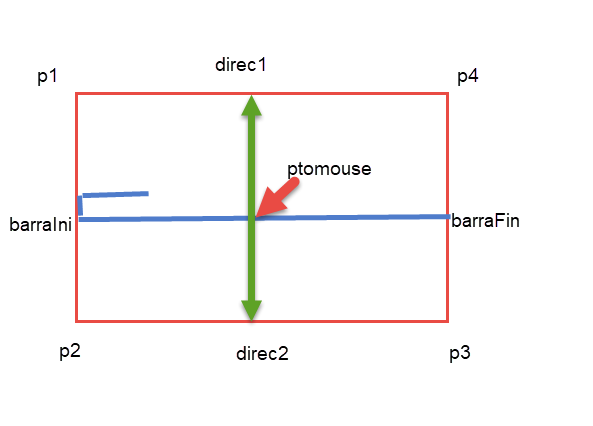 direc1
p1
p4
ptomouse
barraIni
barraFin
p2
direc2
p3